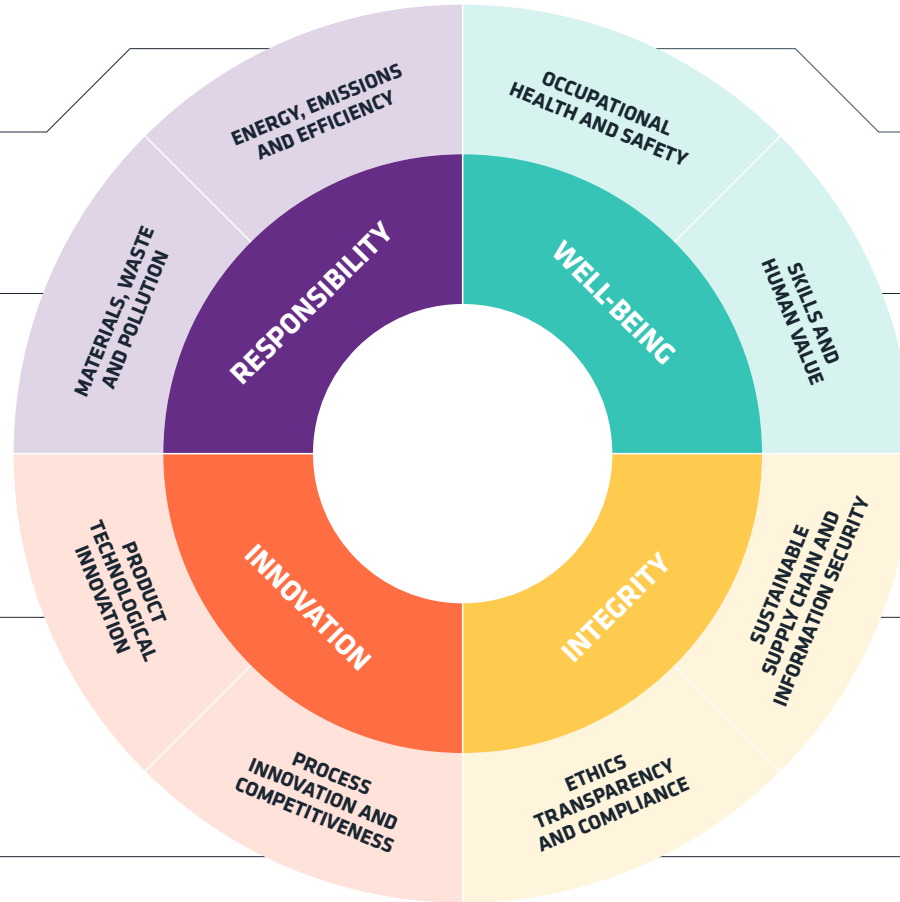 ENERGY, EMISSIONS
AND EFFICIENCY
OCCUPATIONAL
HEALTH AND SAFETY
MATERIALS, WASTE
AND POLLUTION
RESPONSIBILITY
WELL-BEING
SKILLS AND
HUMAN VALUE
PRODUCT
TECHNOLOGICAL
INNOVATION
INNOVATION
INTEGRITY
SUSTAINABLE
SUPPLY CHAIN AND
INFORMATION SECURITY
PROCESS
INNOVATION AND
COMPETITIVENESS
ETHICS
TRANSPARENCY
AND COMPLIANCE